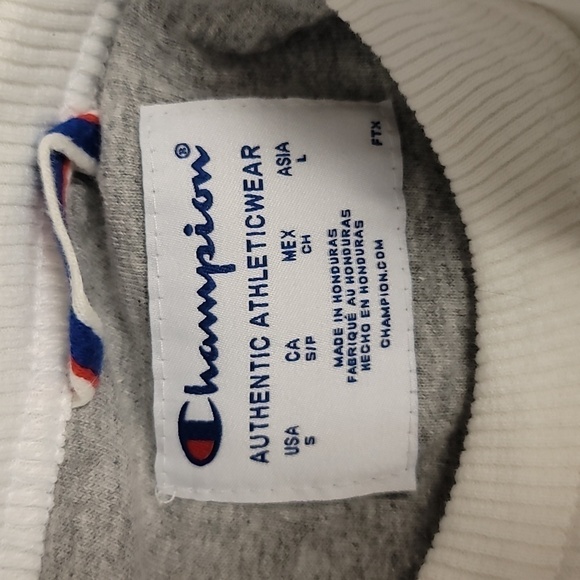 Champion®
AUTHENTIC ATHLETICWEAR
USA CA MEX ASIA
S S/P CH L
MADE IN HONDURAS
FABRIQUÉ AU HONDURAS
HECHO EN HONDURAS
CHAMPION.COM
FTX